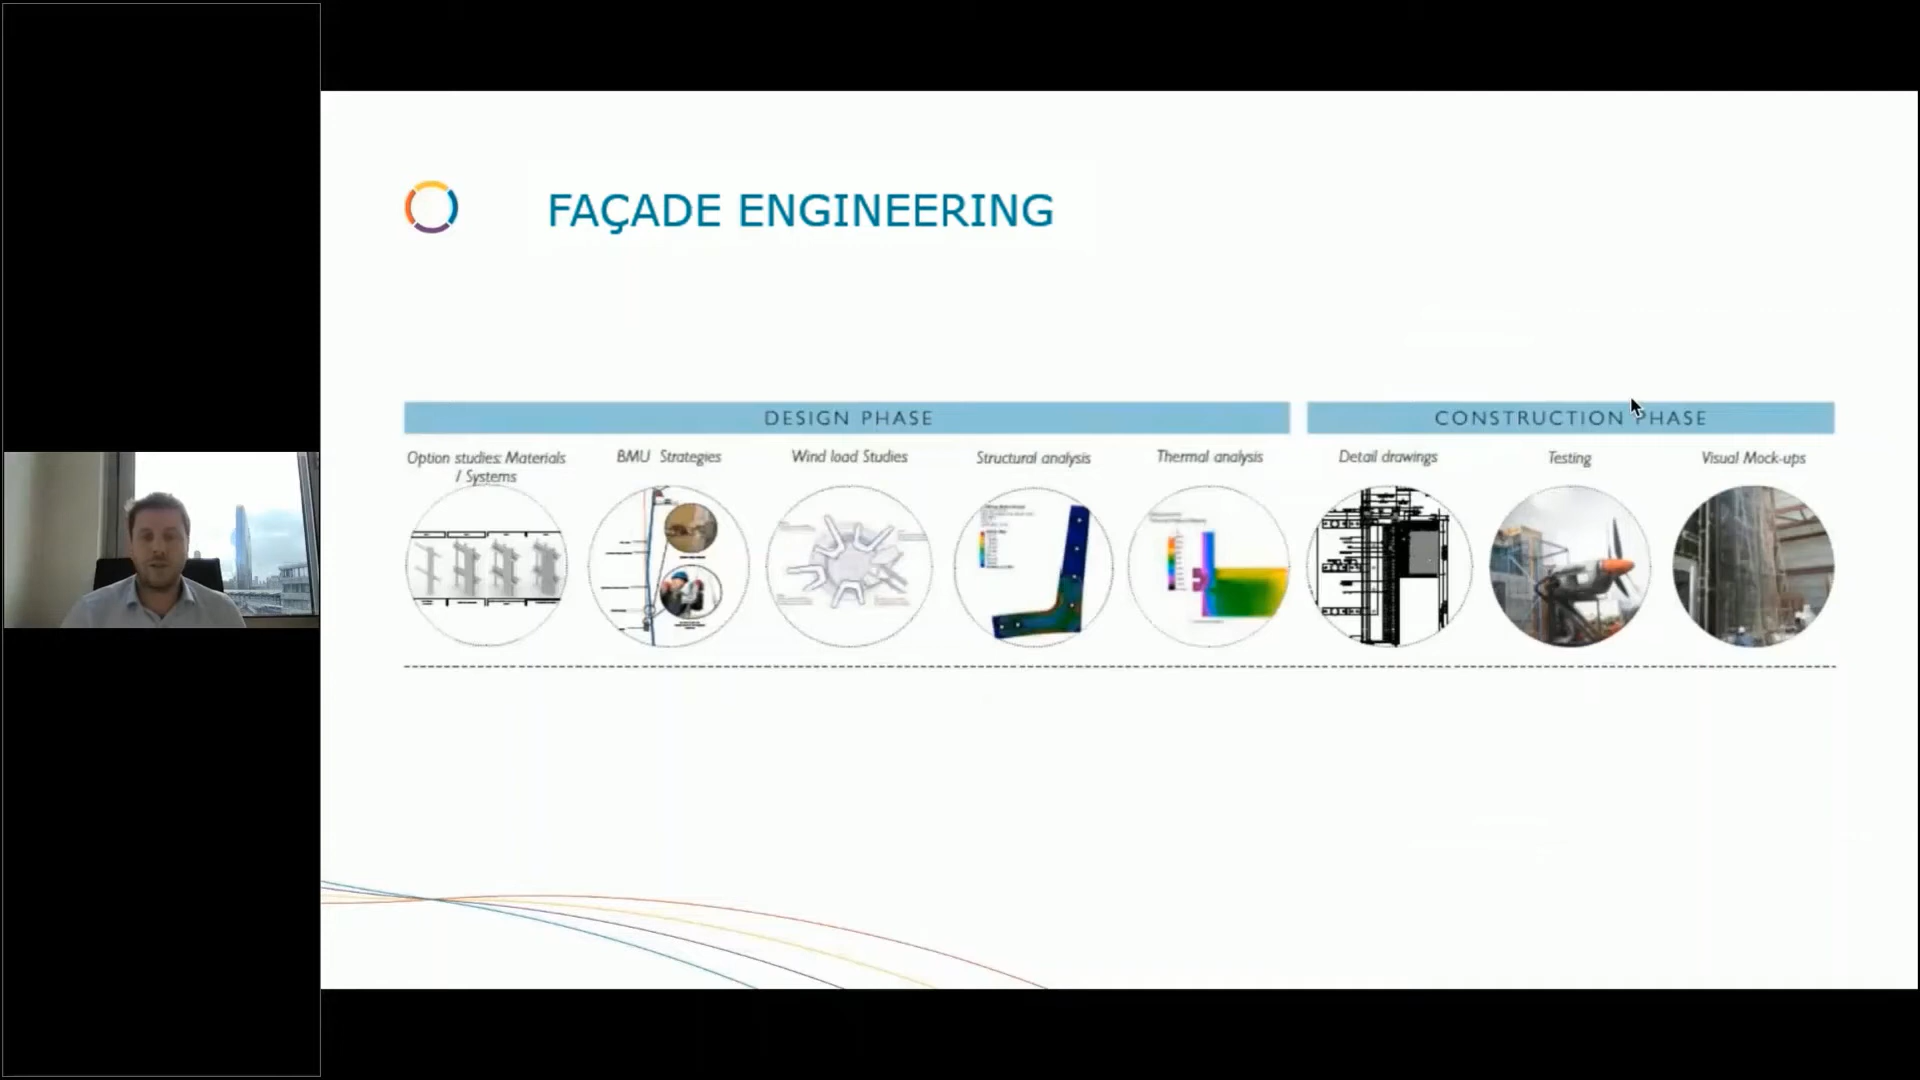 FAÇADE ENGINEERING
DESIGN PHASE
CONSTRUCTION PHASE
Option studies: Materials
/ Systems
BMU Strategies
Wind load Studies
Structural analysis
Thermal analysis
Detail drawings
Testing
Visual Mock-ups